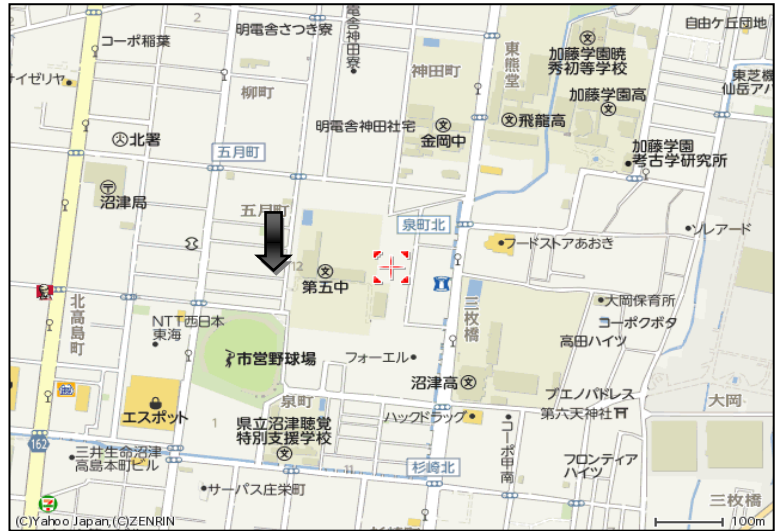 2
明電舎さつき寮
明電舎神田寮
コーポ稲葉
サイゼリヤ
神田町
東熊堂
加藤学園暁
秀初等学校
自由ケ丘団地
東芝機
仙岳アパ
加藤学園高
柳町
飛龍高
明電舎神田社宅
金岡中
火北署
五月町
加藤学園
考古学研究所
〒
沼津局
五月町
泉町北
フードストアあおき
ソレアード
12
文
第五中
三枚橋
大岡保育所
コーポクボタ
高田ハイツ
北高島町
NTT西日本
東海
市営野球場
フォーエル
沼津高
ブエノパドレス
第六天神社
大岡
エスポット
泉町
ハックドラッグ
コーポ甲南
1
県立沼津聴覚
特別支援学校
162
三井生命沼津
高島本町ビル
11
杉崎北
フロンティア
ハイツ
サーパス庄栄町
三枚橋
(C)Yahoo Japan,(C)ZENRIN
100m